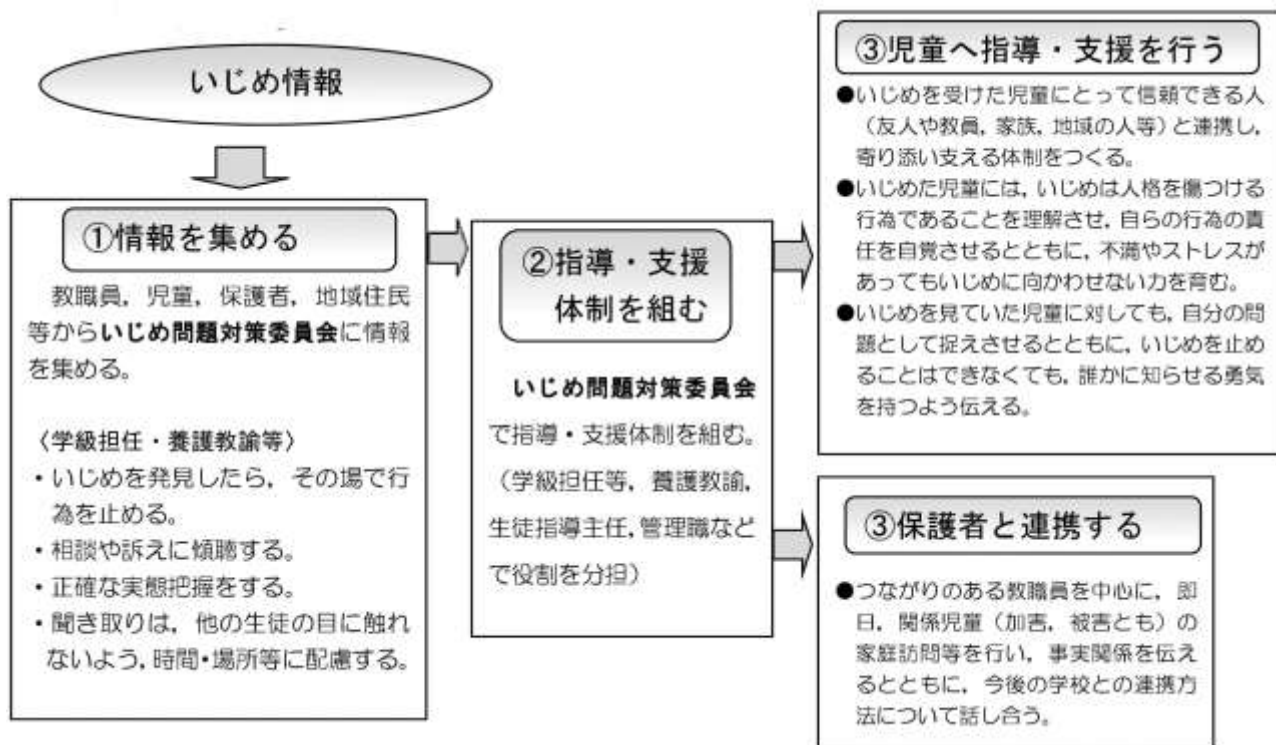 いじめ情報
①情報を集める
教職員，児童，保護者，地域住民
等からいじめ問題対策委員会に情報
を集める。
〈学級担任・養護教諭等〉
・いじめを発見したら，その場で行
為を止める。
・相談や訴えに傾聴する。
・正確な実態把握をする。
・聞き取りは，他の生徒の目に触れ
ないよう，時間・場所等に配慮する。
②指導・支援
体制を組む
いじめ問題対策委員会
で指導・支援体制を組む。
（学級担任等，養護教諭，
生徒指導主任，管理職など
で役割を分担）
③児童へ指導・支援を行う
●いじめを受けた児童にとって信頼できる人
（友人や教員，家族，地域の人等）と連携し，
寄り添い支える体制をつくる。
●いじめた児童には，いじめは人格を傷つける
行為であることを理解させ，自らの行為の責
任を自覚させるとともに，不満やストレスが
あってもいじめに向かわせない力を育む。
●いじめを見ていた児童に対しても，自分の問
題として捉えさせるとともに，いじめを止め
ることはできなくても，誰かに知らせる勇気
を持つよう伝える。
③保護者と連携する
●つながりのある教職員を中心に，即
日，関係児童（加害，被害とも）の
家庭訪問等を行い，事実関係を伝え
るとともに，今後の学校との連携方
法について話し合う。